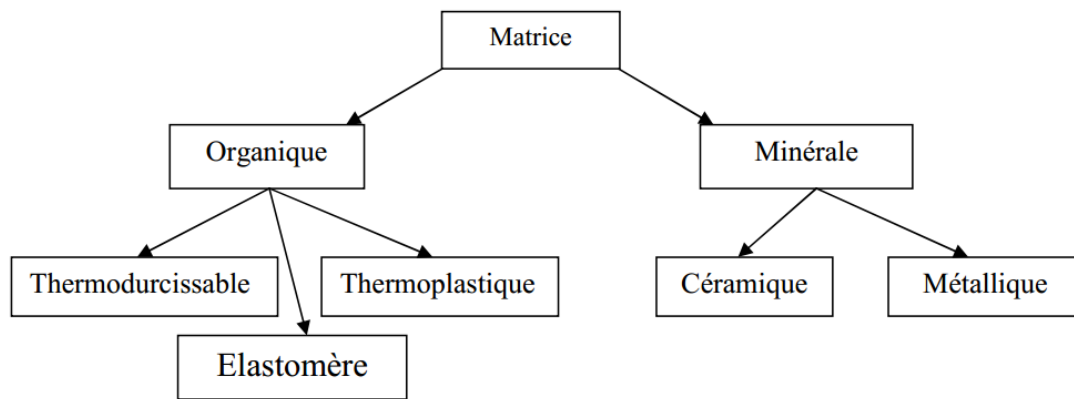 Matrice
Organique
Minérale
Thermodurcissable
Thermoplastique
Céramique
Métallique
Elastomère